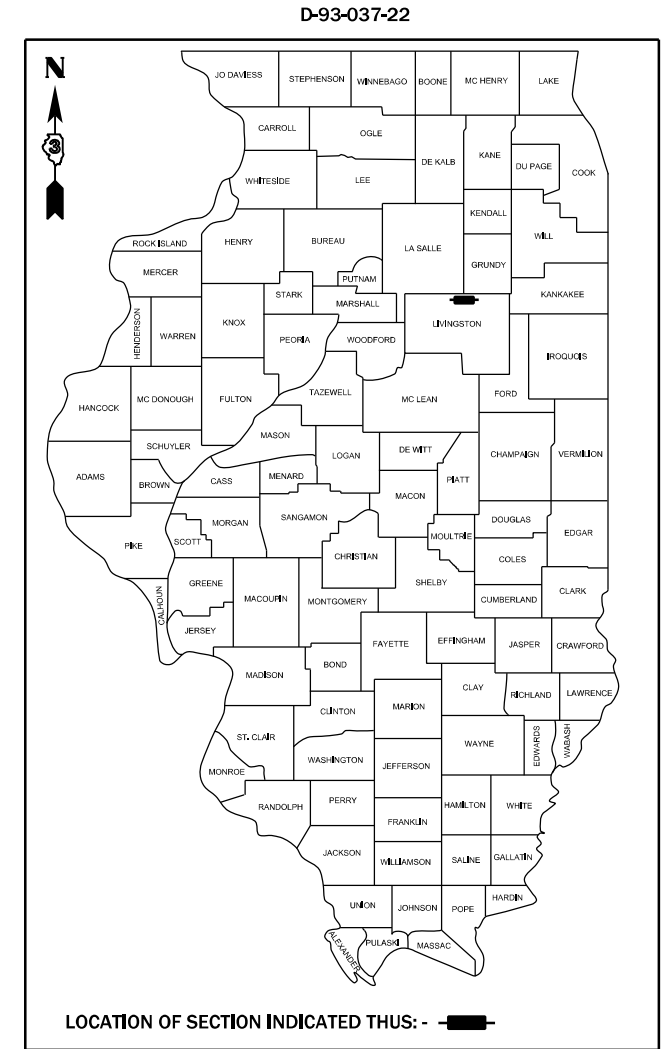 D-93-037-22
N
3
JO DAVIESS STEPHENSON WINNEBAGO BOONE MC HENRY LAKE
CARROLL OGLE DE KALB KANE DU PAGE COOK
WHITESIDE LEE
KENDALL WILL
ROCK ISLAND HENRY BUREAU LA SALLE GRUNDY
MERCER PUTNAM
STARK MARSHALL KANKAKEE
HENDERSON WARREN KNOX PEORIA WOODFORD LIVINGSTON IROQUOIS
HANCOCK MC DONOUGH FULTON TAZEWELL MC LEAN FORD
SCHUYLER MASON LOGAN DE WITT CHAMPAIGN VERMILION
ADAMS BROWN CASS MENARD MACON PIATT
MORGAN SANGAMON DOUGLAS EDGAR
PIKE SCOTT CHRISTIAN MOULTRIE COLES
GREENE MACOUPIN MONTGOMERY SHELBY CUMBERLAND CLARK
CALHOUN JERSEY FAYETTE EFFINGHAM JASPER CRAWFORD
MADISON BOND
CLAY RICHLAND LAWRENCE
CLINTON MARION
ST. CLAIR WAYNE EDWARDS WABASH
MONROE WASHINGTON JEFFERSON
RANDOLPH PERRY HAMILTON WHITE
FRANKLIN
JACKSON WILLIAMSON SALINE GALLATIN
UNION JOHNSON POPE HARDIN
ALEXANDER PULASKI MASSAC
LOCATION OF SECTION INDICATED THUS: -